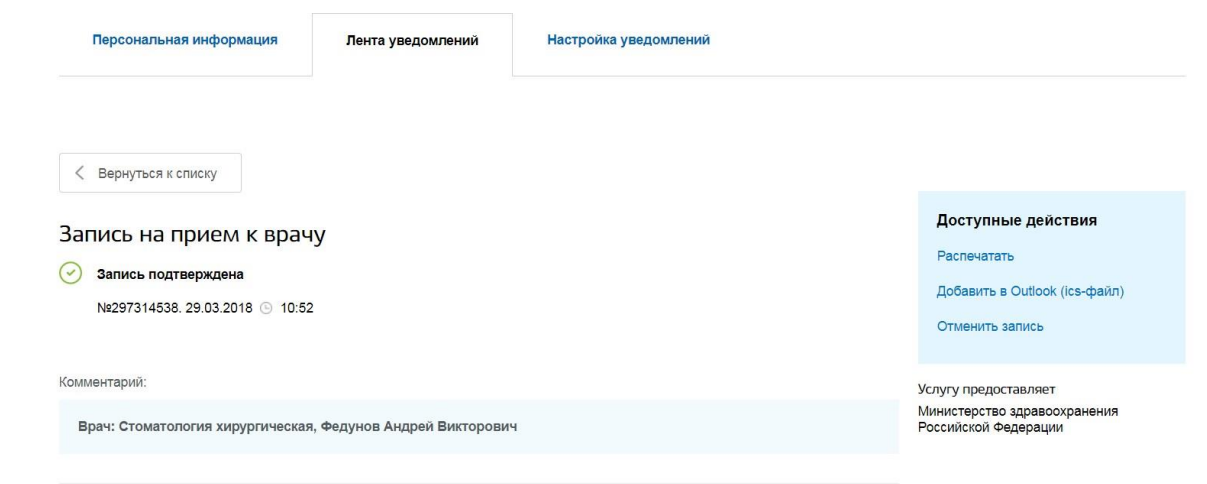 Персональная информация
Лента уведомлений
Настройка уведомлений
Вернуться к списку
Запись на прием к врачу
Запись подтверждена
№297314538. 29.03.2018 10:52
Комментарий:
Врач: Стоматология хирургическая, Федунов Андрей Викторович
Доступные действия
Распечатать
Добавить в Outlook (ics-файл)
Отменить запись
Услугу предоставляет
Министерство здравоохранения
Российской Федерации